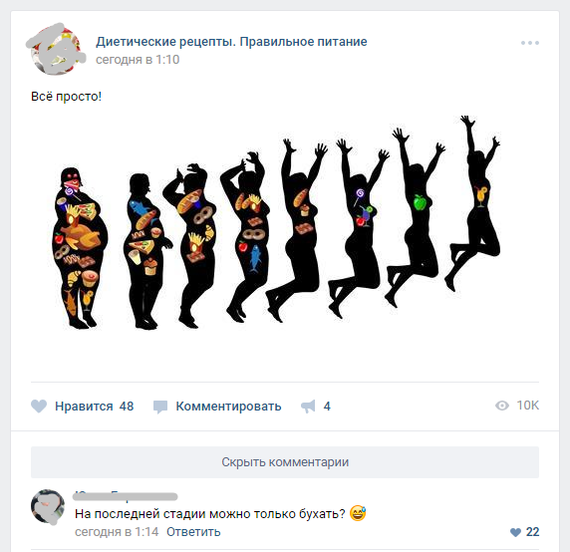 Диетические рецепты. Правильное питание
сегодня в 1:10
Всё просто!
Нравится 48 Комментировать 4 10K
Скрыть комментарии
На последней стадии можно только бухать? 😅
сегодня в 1:14 Ответить 22